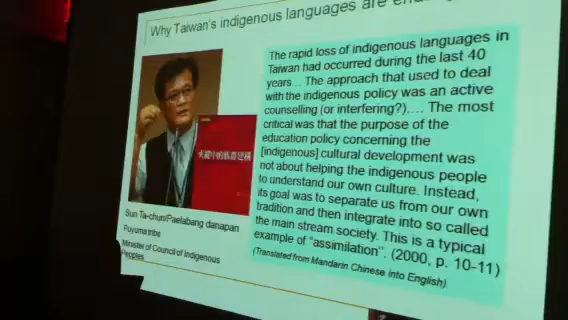 Why Taiwan's indigenous languages are
The rapid loss of indigenous languages in
Taiwan had occurred during the last 40
years... The approach that used to deal
with the indigenous policy was an active
counselling (or interfering?).... The most
critical was that the purpose of the
education policy concerning the
[indigenous] cultural development was
not about helping the indigenous people
to understand our own culture. Instead,
its goal was to separate us from our own
tradition and then integrate into so called
the main stream society. This is a typical
example of "assimilation". (2000, p. 10-11)
(Translated from Mandarin Chinese into English)
Sun Ta-chun/Paelabang danapan
Fuyuma tribe
Minister of Council of Indigenous
Peoples